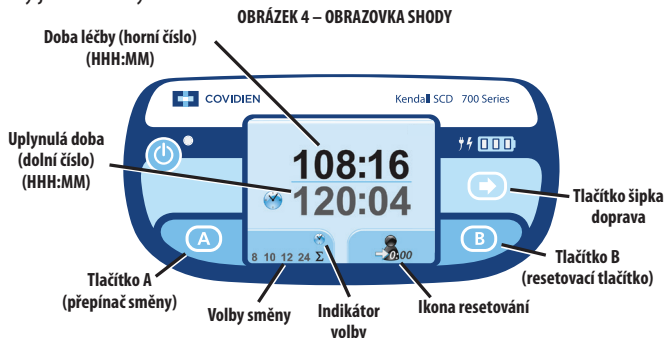 OBRÁZEK 4 – OBRAZOVKA SHODY
Doba léčby (horní číslo)
(HHH:MM)
COVIDIEN
Kendall SCD 700 Series
Uplynulá doba
(dolní číslo)
(HHH:MM)
108:16
120:04
Tlačítko šipka
doprava
A
B
8 10 12 24 Σ
0:00
Tlačítko A
(přepínač směny)
Volby směny
Indikátor
volby
Ikona resetování
Tlačítko B
(resetovací tlačítko)